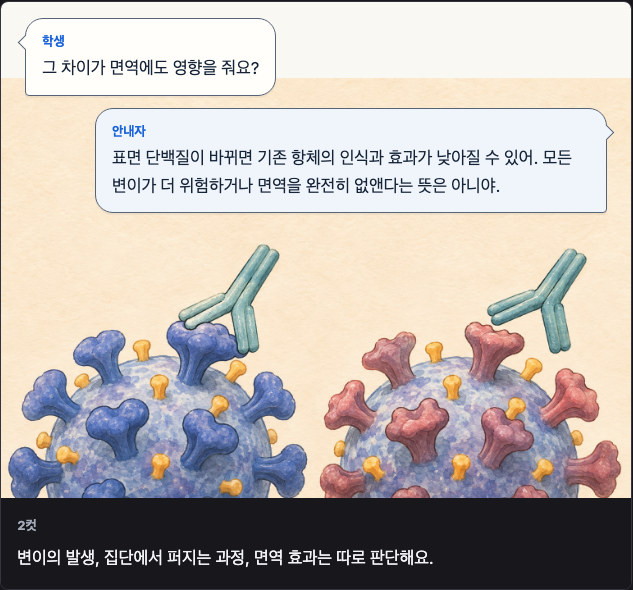 학생
그 차이가 면역에도 영향을 줘요?
안내자
표면 단백질이 바뀌면 기존 항체의 인식과 효과가 낮아질 수 있어. 모든
변이가 더 위험하거나 면역을 완전히 없앤다는 뜻은 아니야.
2컷
변이의 발생, 집단에서 퍼지는 과정, 면역 효과는 따로 판단해요.